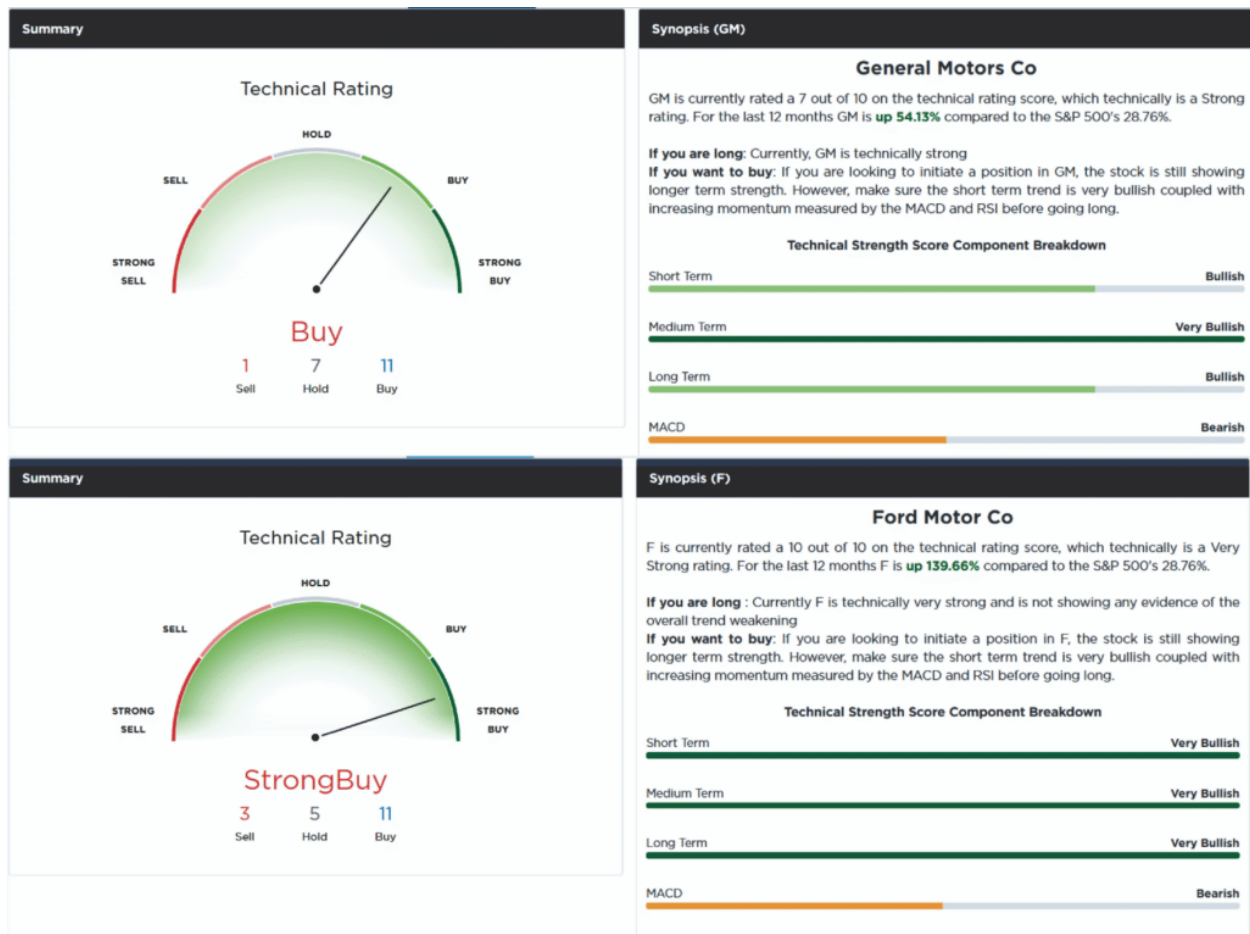 Summary
Technical Rating
HOLD
SELL
BUY
STRONG
SELL
STRONG
BUY
Buy
1 7 11
Sell Hold Buy
Synopsis (GM)
General Motors Co
GM is currently rated a 7 out of 10 on the technical rating score, which technically is a Strong
rating. For the last 12 months GM is up 54.13% compared to the S&P 500's 28.76%.
If you are long: Currently, GM is technically strong
If you want to buy: If you are looking to initiate a position in GM, the stock is still showing
longer term strength. However, make sure the short term trend is very bullish coupled with
increasing momentum measured by the MACD and RSI before going long.
Technical Strength Score Component Breakdown
Short Term Bullish
Medium Term Very Bullish
Long Term Bullish
MACD Bearish
Summary
Technical Rating
HOLD
SELL
BUY
STRONG
SELL
STRONG
BUY
StrongBuy
3 5 11
Sell Hold Buy
Synopsis (F)
Ford Motor Co
F is currently rated a 10 out of 10 on the technical rating score, which technically is a Very
Strong rating. For the last 12 months F is up 139.66% compared to the S&P 500's 28.76%.
If you are long : Currently F is technically very strong and is not showing any evidence of the
overall trend weakening
If you want to buy: If you are looking to initiate a position in F, the stock is still showing
longer term strength. However, make sure the short term trend is very bullish coupled with
increasing momentum measured by the MACD and RSI before going long.
Technical Strength Score Component Breakdown
Short Term Very Bullish
Medium Term Very Bullish
Long Term Very Bullish
MACD Bearish